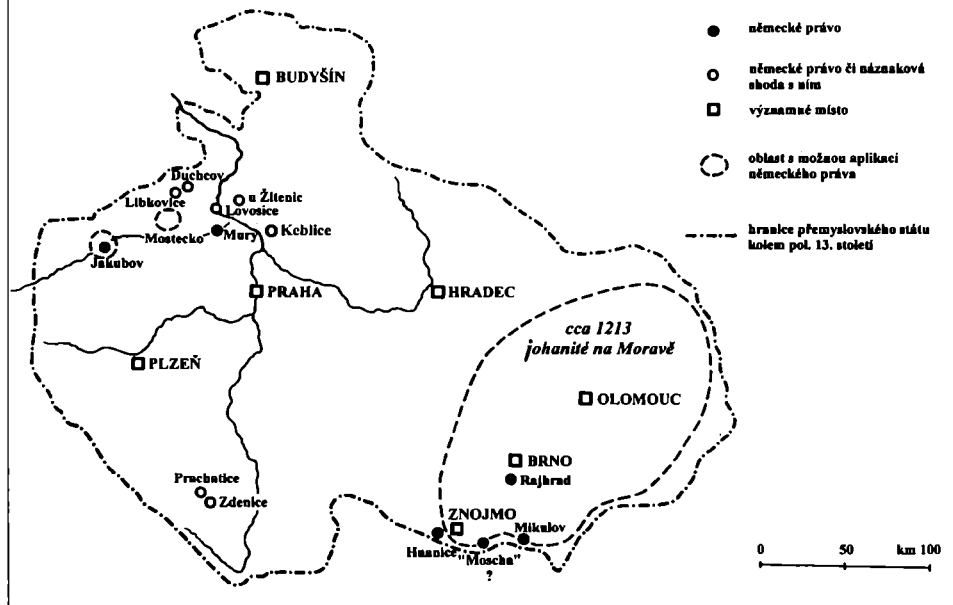 BUDYŠÍN
Duchcov
Libkovice
u Žitenic
Lovosice
Mostecko
Mury
Keblice
Jakubov
PRAHA
HRADEC
PLZEŇ
cca 1213
johanité na Moravě
OLOMOUC
BRNO
Rajhrad
Prachatice
Zdenice
ZNOJMO
Mikulov
Hnanice
"Moscha"
?
německé právo
německé právo či náznaková
shoda s ním
významné místo
oblast s možnou aplikací
německého práva
hranice přemyslovského státu
kolem pol. 13. století
0 50 km 100